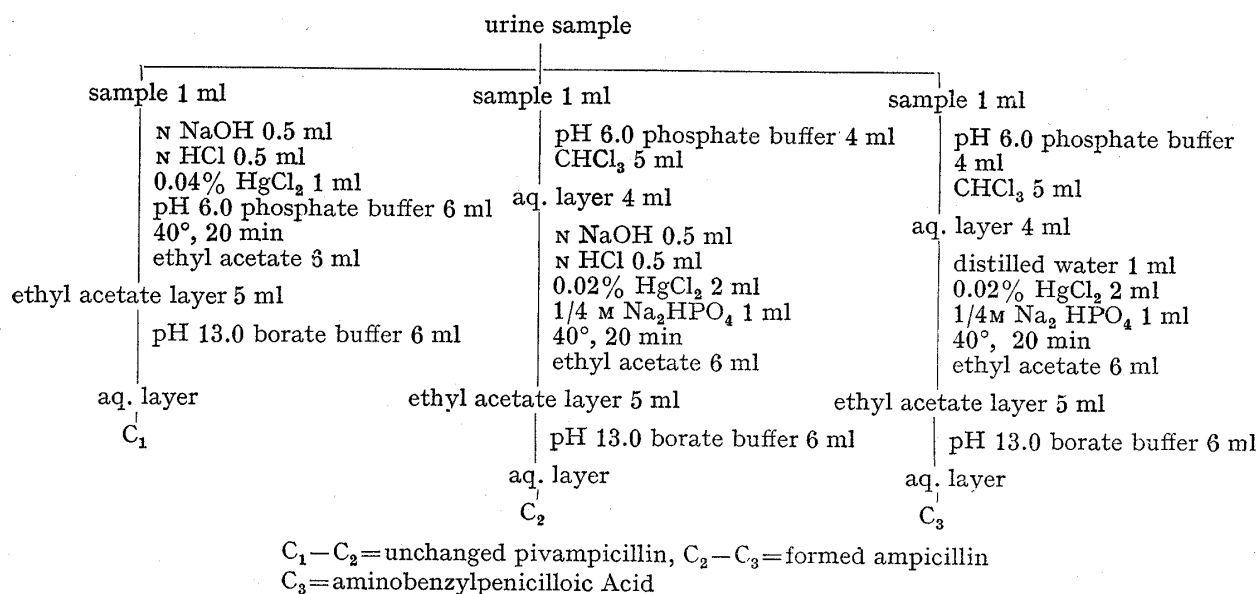 urine sample
sample 1 ml
N NaOH 0.5 ml
N HCl 0.5 ml
0.04% HgCl₂ 1 ml
pH 6.0 phosphate buffer 6 ml
40°, 20 min
ethyl acetate 6 ml
ethyl acetate layer 5 ml
pH 13.0 borate buffer 6 ml
aq. layer
C₁
sample 1 ml
pH 6.0 phosphate buffer 4 ml
CHCl₃ 5 ml
aq. layer 4 ml
N NaOH 0.5 ml
N HCl 0.5 ml
0.02% HgCl₂ 2 ml
1/4 M Na₂HPO₄ 1 ml
40°, 20 min
ethyl acetate 6 ml
ethyl acetate layer 5 ml
pH 13.0 borate buffer 6 ml
aq. layer
C₂
sample 1 ml
pH 6.0 phosphate buffer
4 ml
CHCl₃ 5 ml
aq. layer 4 ml
distilled water 1 ml
0.02% HgCl₂ 2 ml
1/4M Na₂ HPO₄ 1 ml
40°, 20 min
ethyl acetate 6 ml
ethyl acetate layer 5 ml
pH 13.0 borate buffer 6 ml
aq. layer
C₃
C₁−C₂=unchanged pivampicillin, C₂−C₃=formed ampicillin
C₃=aminobenzylpenicilloic Acid